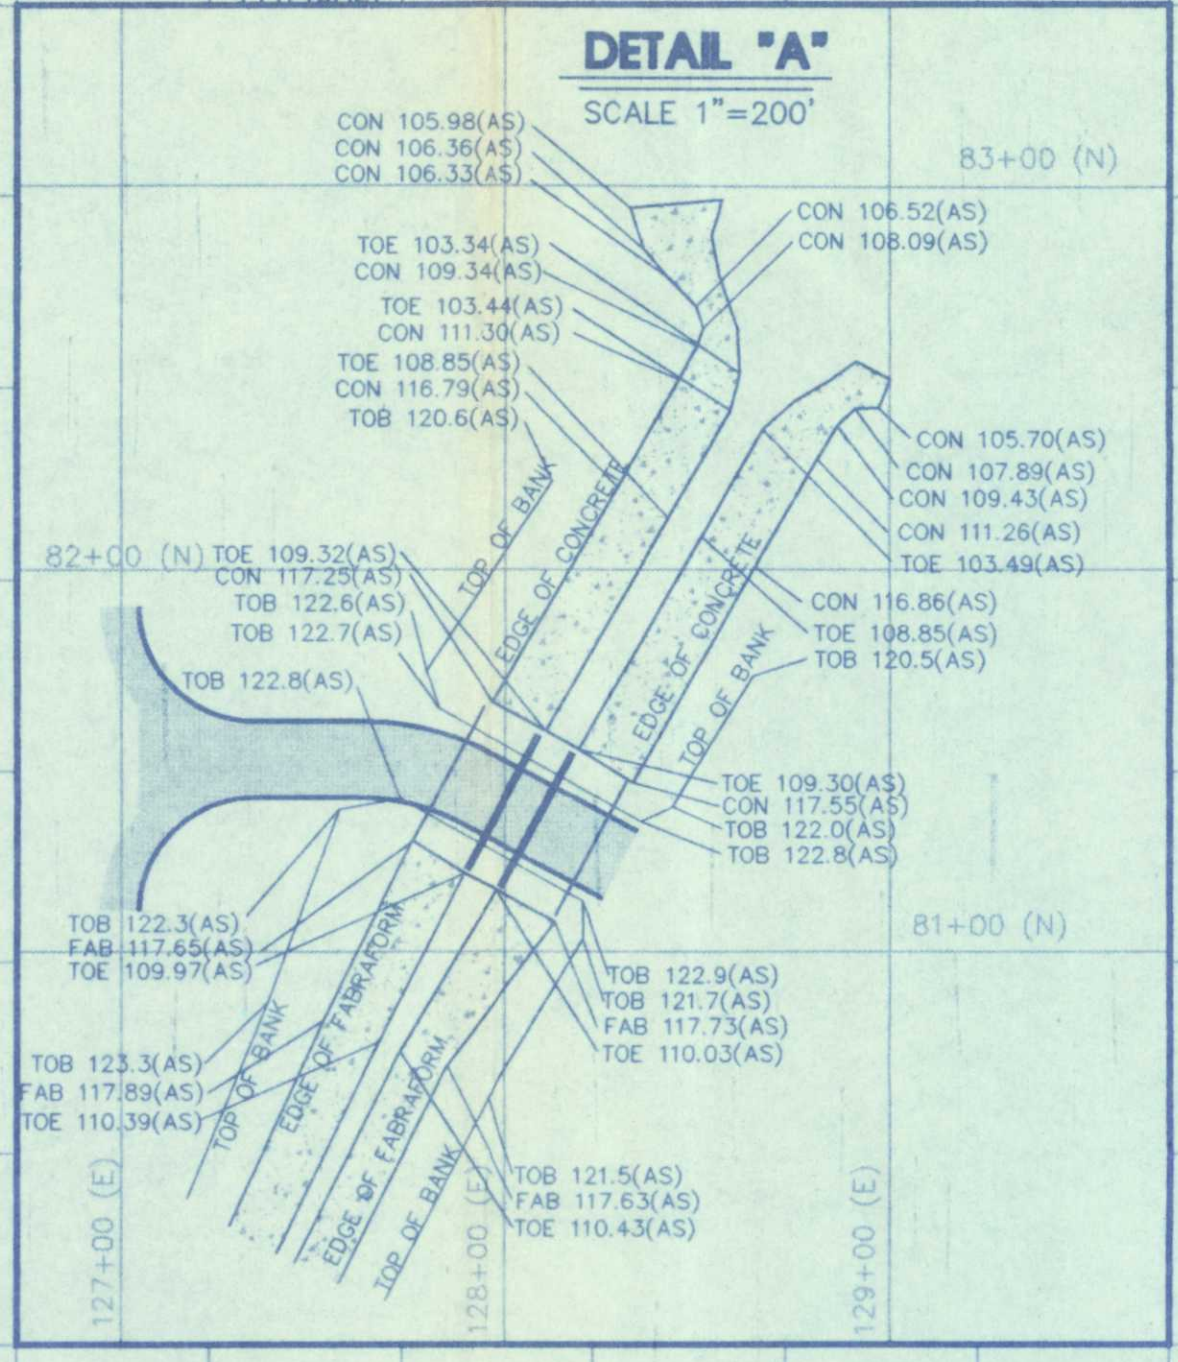 DETAIL "A"
SCALE 1"=200'
CON 105.98(AS)
CON 106.36(AS)
CON 106.33(AS)
83+00 (N)
CON 106.52(AS)
CON 108.09(AS)
TOE 103.34(AS)
CON 109.34(AS)
TOE 103.44(AS)
CON 111.30(AS)
TOE 108.85(AS)
CON 116.79(AS)
TOB 120.6(AS)
CON 105.70(AS)
CON 107.89(AS)
CON 109.43(AS)
CON 111.26(AS)
TOE 103.49(AS)
TOP OF BANK
EDGE OF CONCRETE
82+00 (N)
TOE 109.32(AS)
CON 117.25(AS)
TOB 122.6(AS)
TOB 122.7(AS)
TOB 122.8(AS)
EDGE OF CONCRETE
TOP OF BANK
CON 116.86(AS)
TOE 108.85(AS)
TOB 120.5(AS)
TOE 109.30(AS)
CON 117.55(AS)
TOB 122.0(AS)
TOB 122.8(AS)
TOB 122.3(AS)
FAB 117.65(AS)
TOE 109.97(AS)
81+00 (N)
TOB 122.9(AS)
TOB 121.7(AS)
FAB 117.73(AS)
TOE 110.03(AS)
TOB 123.3(AS)
FAB 117.89(AS)
TOE 110.39(AS)
TOP OF BANK
EDGE OF FABRAFORM
EDGE OF FABRAFORM
TOP OF BANK
TOB 121.5(AS)
FAB 117.63(AS)
TOE 110.43(AS)
127+00 (E)
128+00 (E)
129+00 (E)